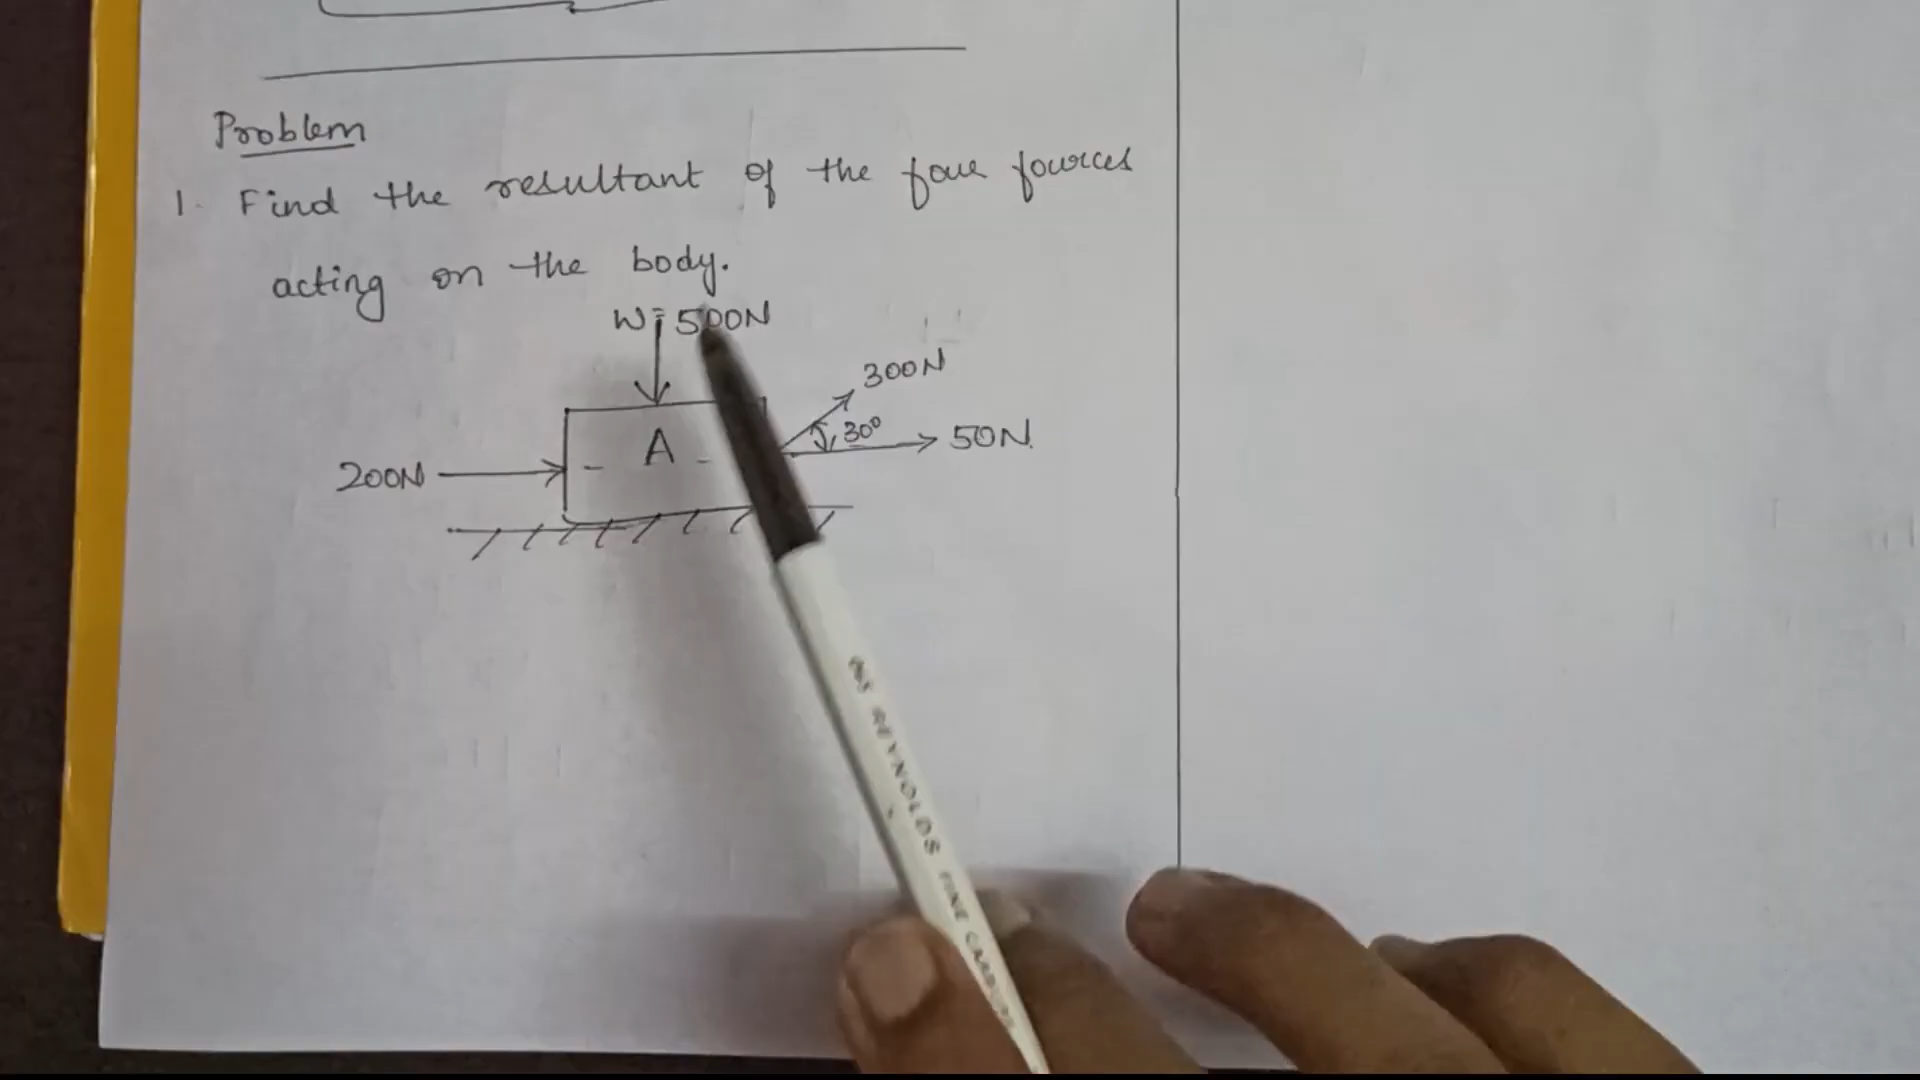 Problem
1. Find the resultant of the four fources
acting on the body.
W = 500N
300N
30°
50N
A
200N
REYNOLDS FINE CARBURE